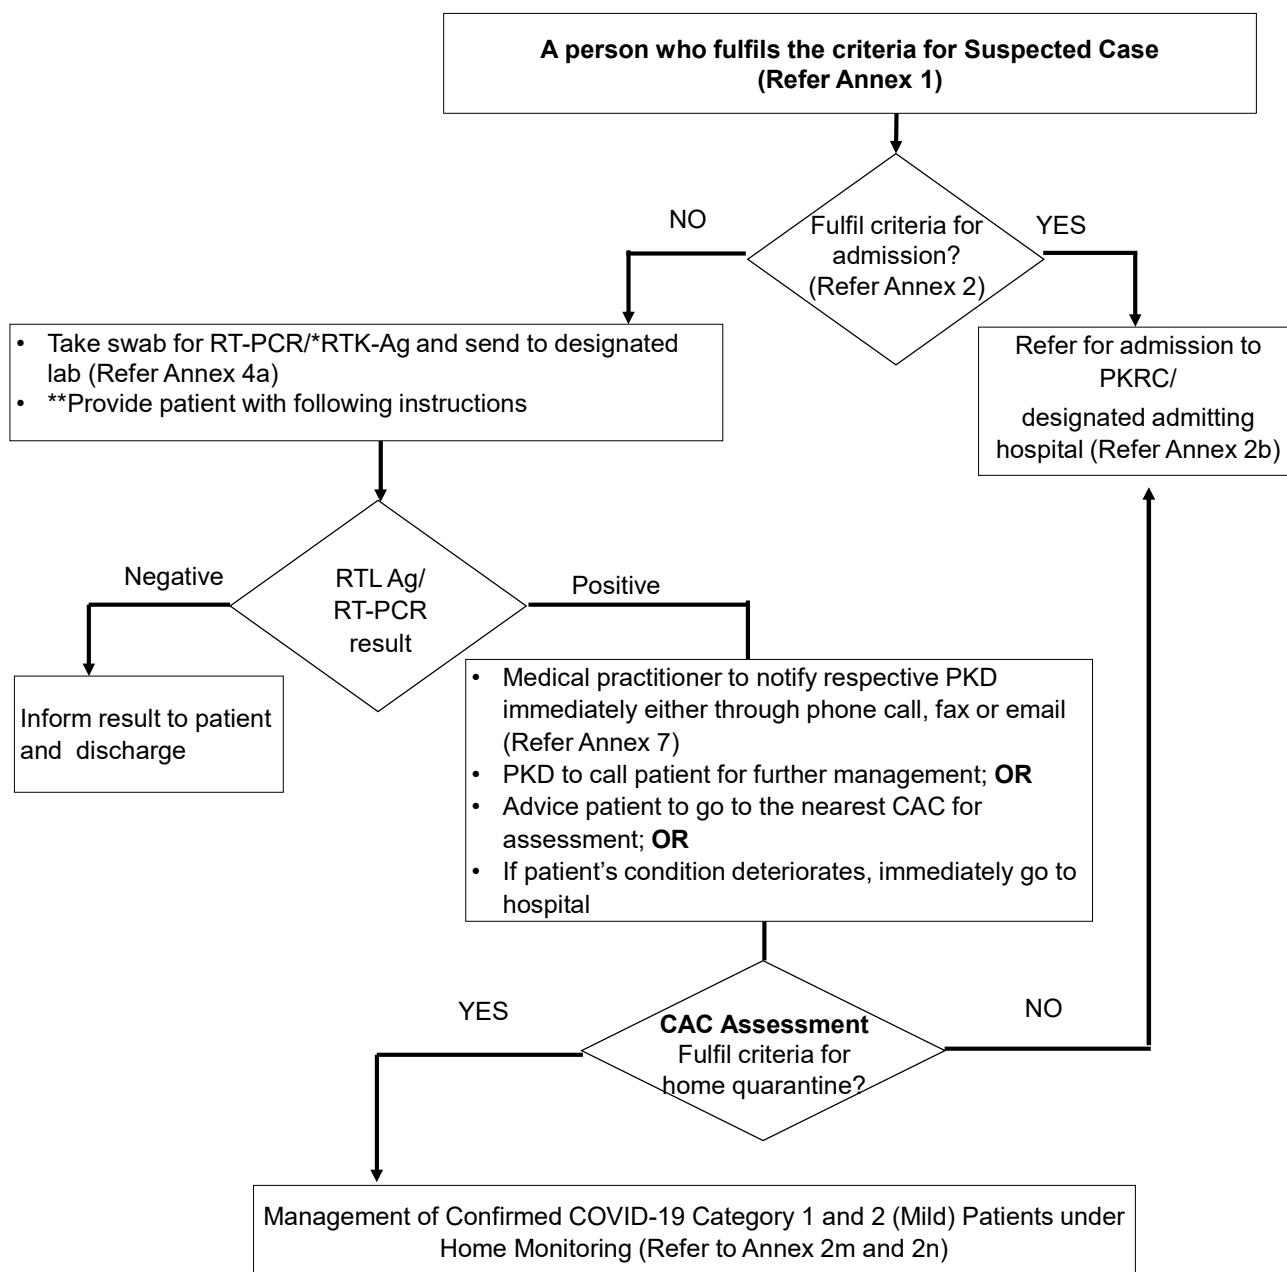 A person who fulfils the criteria for Suspected Case
(Refer Annex 1)
NO
Fulfil criteria for
admission?
(Refer Annex 2)
YES
• Take swab for RT-PCR/*RTK-Ag and send to designated
lab (Refer Annex 4a)
• **Provide patient with following instructions
Refer for admission to
PKRC/
designated admitting
hospital (Refer Annex 2b)
Negative
RTL Ag/
RT-PCR
result
Positive
Inform result to patient
and discharge
• Medical practitioner to notify respective PKD
immediately either through phone call, fax or email
(Refer Annex 7)
• PKD to call patient for further management; OR
• Advice patient to go to the nearest CAC for
assessment; OR
• If patient's condition deteriorates, immediately go to
hospital
YES
CAC Assessment
Fulfil criteria for
home quarantine?
NO
Management of Confirmed COVID-19 Category 1 and 2 (Mild) Patients under
Home Monitoring (Refer to Annex 2m and 2n)